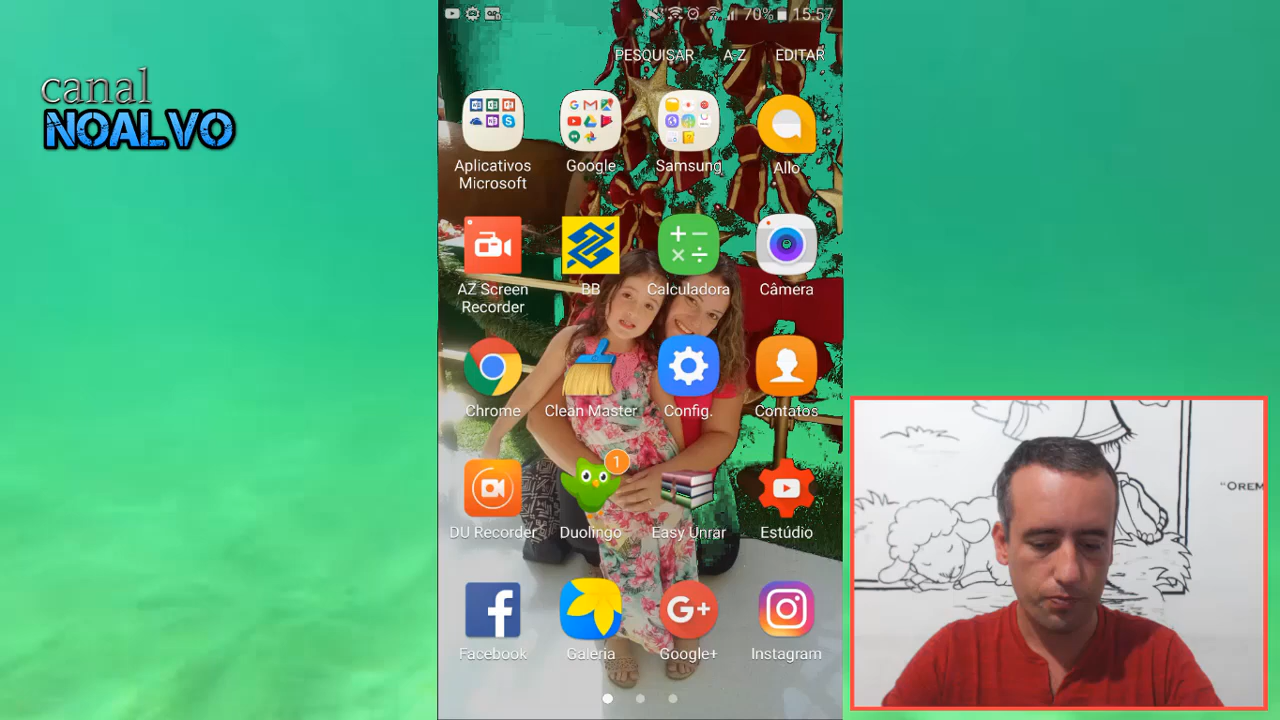 70% 15:57
canal
NOALVO
PESQUISAR A-Z EDITAR
Aplicativos
Microsoft
Google
Samsung
Allo
AZ Screen
Recorder
BB
Calculadora
Câmera
Chrome
Clean Master
Config.
Contatos
1
DU Recorder
Duolingo
Easy Unrar
Estúdio
"OREM
Facebook
Galeria
G+
Google+
Instagram